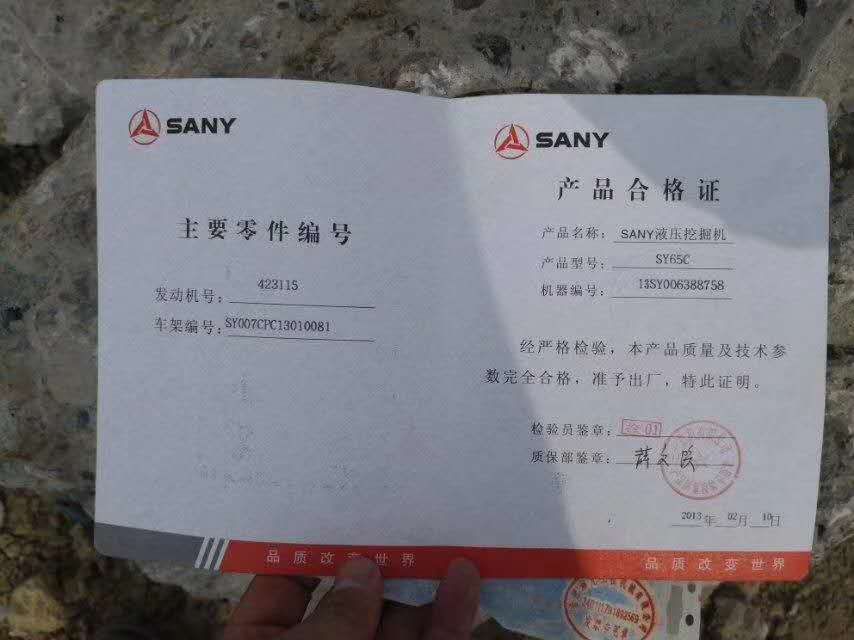 SANY
主要零件编号
发动机号: 423115
车架编号: SY007CPC13010081
品质改变世界
SANY
产品合格证
产品名称: SANY液压挖掘机
产品型号: SY65C
机器编号: 13SY006388758
经严格检验，本产品质量及技术参
数完全合格，准予出厂，特此证明。
检验员鉴章: 检01
质保部鉴章:
2013年02月10日
品质改变世界